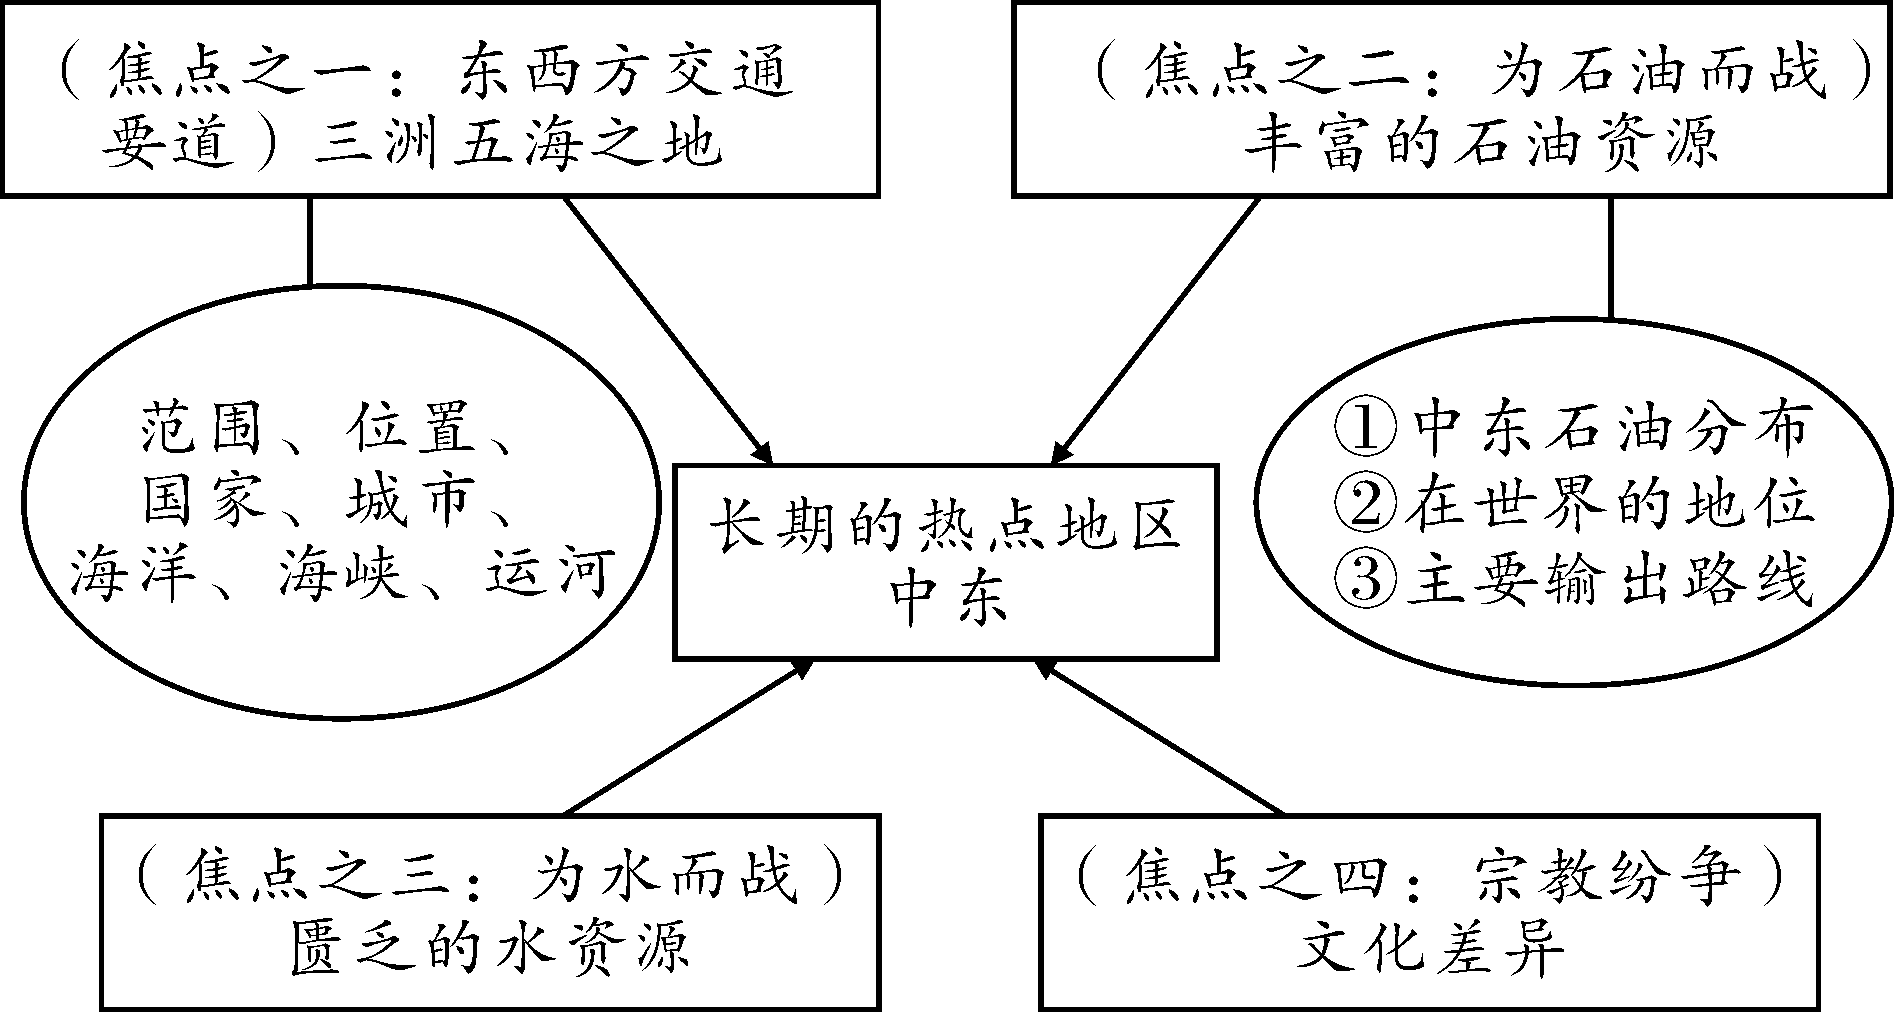 （焦点之一：东西方交通
要道）三洲五海之地
（焦点之二：为石油而战）
丰富的石油资源
范围、位置、
国家、城市、
海洋、海峡、运河
长期的热点地区
中东
①中东石油分布
②在世界的地位
③主要输出路线
（焦点之三：为水而战）
匮乏的水资源
（焦点之四：宗教纷争）
文化差异